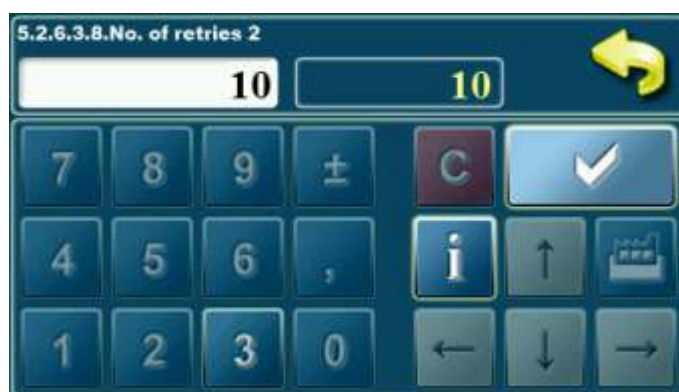 5.2.6.3.8.No. of retries 2
10 10
7 8 9 ± C
4 5 6 , i ↑
1 2 3 0 ← ↓ →